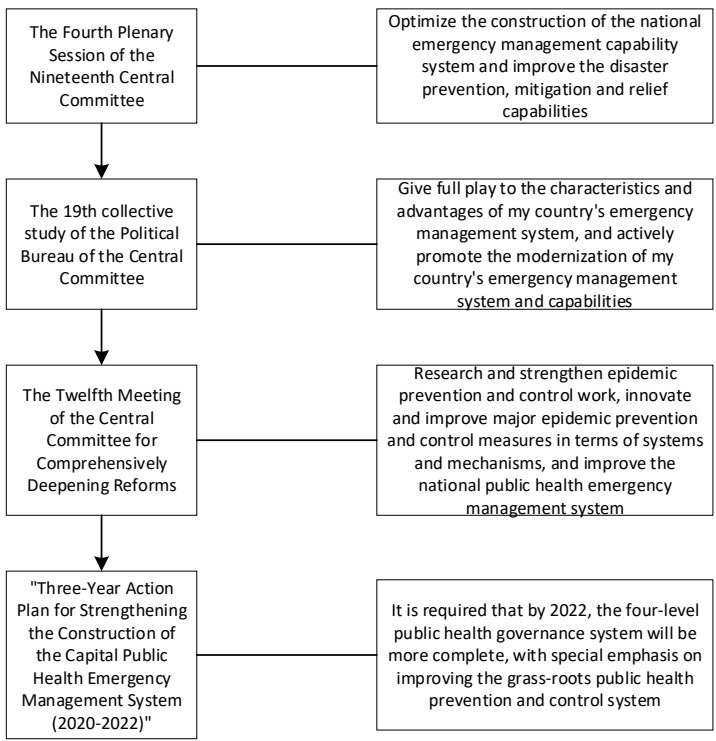 The Fourth Plenary
Session of the
Nineteenth Central
Committee
Optimize the construction of the national
emergency management capability
system and improve the disaster
prevention, mitigation and relief
capabilities
The 19th collective
study of the Political
Bureau of the Central
Committee
Give full play to the characteristics and
advantages of my country's emergency
management system, and actively
promote the modernization of my
country's emergency management
system and capabilities
The Twelfth Meeting
of the Central
Committee for
Comprehensively
Deepening Reforms
Research and strengthen epidemic
prevention and control work, innovate
and improve major epidemic prevention
and control measures in terms of systems
and mechanisms, and improve the
national public health emergency
management system
"Three-Year Action
Plan for Strengthening
the Construction of
the Capital Public
Health Emergency
Management System
(2020-2022)"
It is required that by 2022, the four-level
public health governance system will be
more complete, with special emphasis on
improving the grass-roots public health
prevention and control system